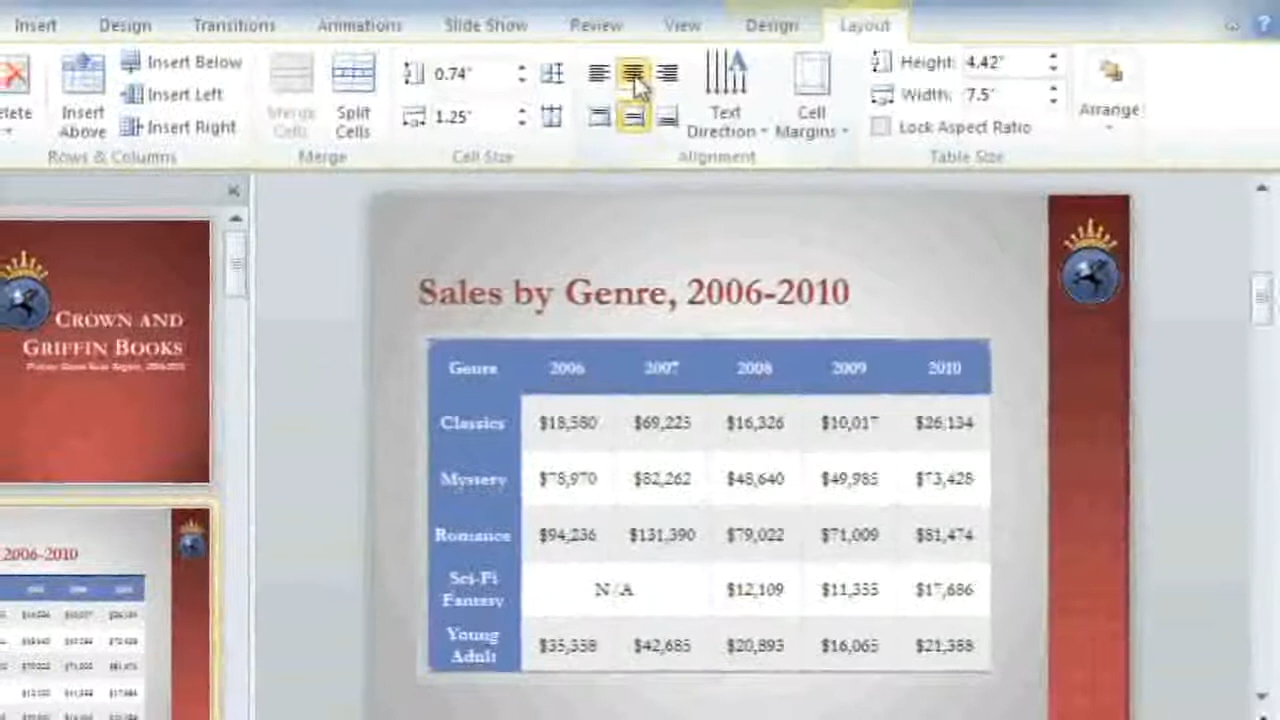 Insert Design Transitions Animations Slide Show Review View Design Layout
Insert Below 0.74" Height: 4.42"
Insert Left Width: 7.5"
Insert Above Insert Right Merge Cells Split Cells 1.25" Text Direction Cell Margins Lock Aspect Ratio Arrange
Rows & Columns Merge Cell Size Alignment Table Size
CROWN AND
GRIFFIN BOOKS
2006-2010
Sales by Genre, 2006-2010
Genre 2006 2007 2008 2009 2010
Classics $18,580 $69,225 $16,326 $10,017 $26,134
Mystery $78,970 $82,262 $48,640 $49,985 $73,428
Romance $94,236 $131,390 $79,022 $71,009 $81,474
Sci-Fi Fantasy N/A $12,109 $11,355 $17,686
Young Adult $35,358 $42,685 $20,893 $16,065 $21,388